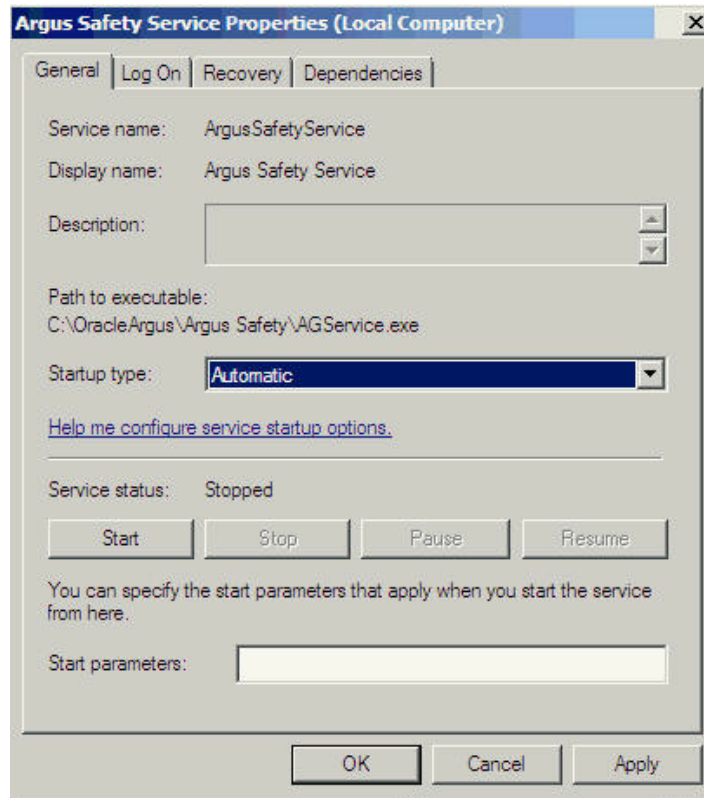 Argus Safety Service Properties (Local Computer)
General Log On Recovery Dependencies
Service name: ArgusSafetyService
Display name: Argus Safety Service
Description:
Path to executable:
C:\OracleArgus\Argus Safety\AGService.exe
Startup type: Automatic
Help me configure service startup options.
Service status: Stopped
Start Stop Pause Resume
You can specify the start parameters that apply when you start the service
from here.
Start parameters:
OK Cancel Apply